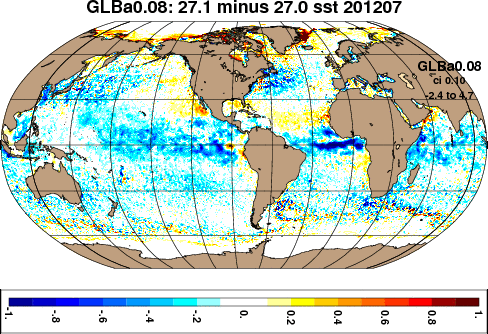 GLBa0.08: 27.1 minus 27.0 sst 201207
GLBa0.08
ci 0.10
-2.4 to 4.7
-1. -.8 -.6 -.4 -.2 0. 0.2 0.4 0.6 0.8 1.